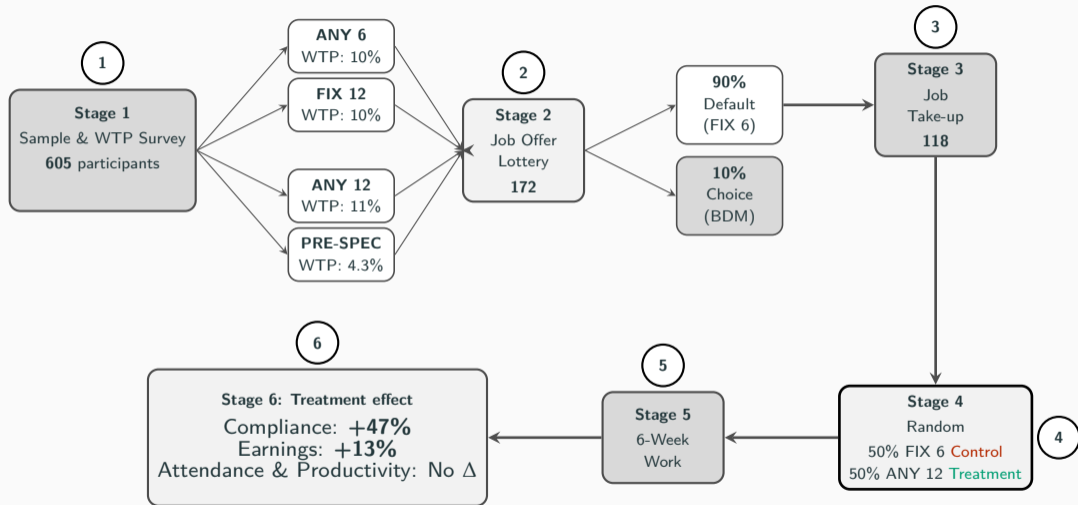 1
Stage 1
Sample & WTP Survey
605 participants
ANY 6
WTP: 10%
FIX 12
WTP: 10%
ANY 12
WTP: 11%
PRE-SPEC
WTP: 4.3%
2
Stage 2
Job Offer
Lottery
172
90%
Default
(FIX 6)
10%
Choice
(BDM)
3
Stage 3
Job
Take-up
118
4
Stage 4
Random
50% FIX 6 Control
50% ANY 12 Treatment
5
Stage 5
6-Week
Work
6
Stage 6: Treatment effect
Compliance: +47%
Earnings: +13%
Attendance & Productivity: No Δ